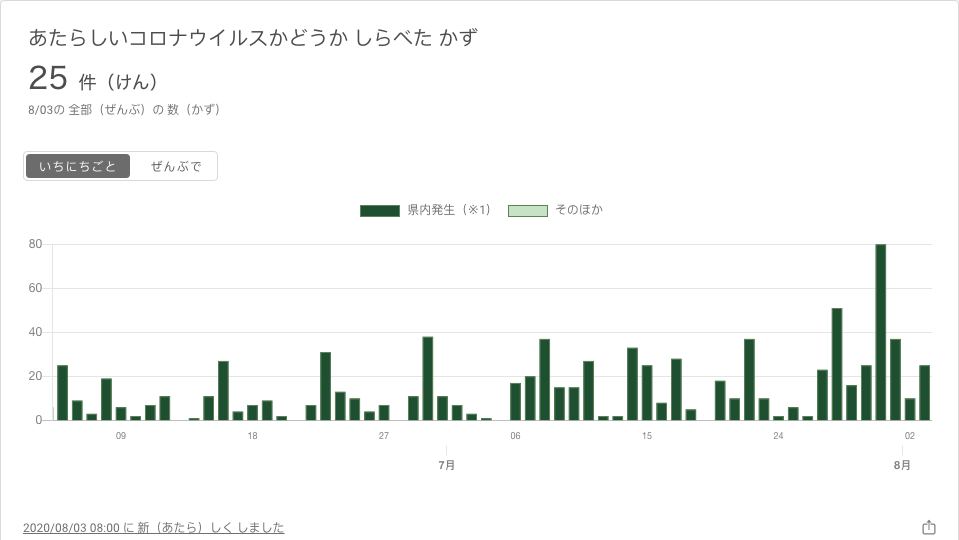 あたらしいコロナウイルスかどうか しらべた かず
25 件（けん）
8/03の 全部（ぜんぶ）の 数（かず）
いちにちごと ぜんぶで
県内発生（※1） そのほか
80
60
40
20
0
09 18 27 06 15 24 02
7月 8月
2020/08/03 08:00 に 新（あたら）しく しました